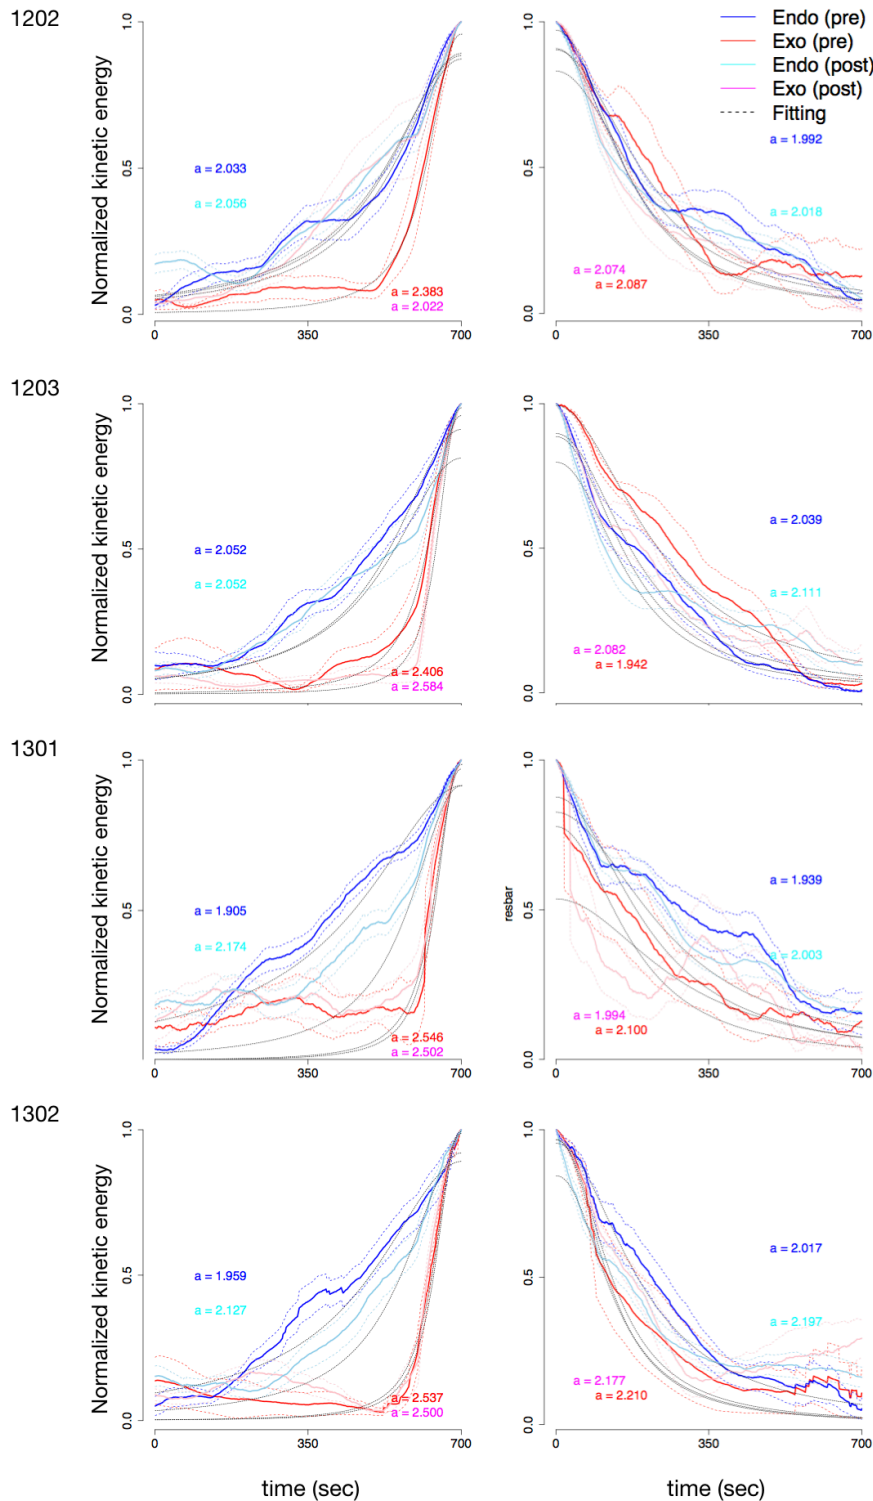 1202
Normalized kinetic energy
1.0
0.5
0.0
a = 2.033
a = 2.056
a = 2.383
a = 2.022
0
350
700
1.0
0.5
0.0
Endo (pre)
Exo (pre)
Endo (post)
Exo (post)
Fitting
a = 1.992
a = 2.018
a = 2.074
a = 2.087
0
350
700
1203
Normalized kinetic energy
1.0
0.5
0.0
a = 2.052
a = 2.052
a = 2.406
a = 2.584
1.0
0.5
0.0
a = 2.039
a = 2.111
a = 2.082
a = 1.942
1301
Normalized kinetic energy
1.0
0.5
0.0
a = 1.905
a = 2.174
a = 2.546
a = 2.502
0
350
700
resbar
1.0
0.5
0.0
a = 1.939
a = 2.003
a = 1.994
a = 2.100
0
350
700
1302
Normalized kinetic energy
1.0
0.5
0.0
a = 1.959
a = 2.127
a = 2.537
a = 2.500
0
350
700
time (sec)
1.0
0.5
0.0
a = 2.017
a = 2.197
a = 2.177
a = 2.210
0
350
700
time (sec)